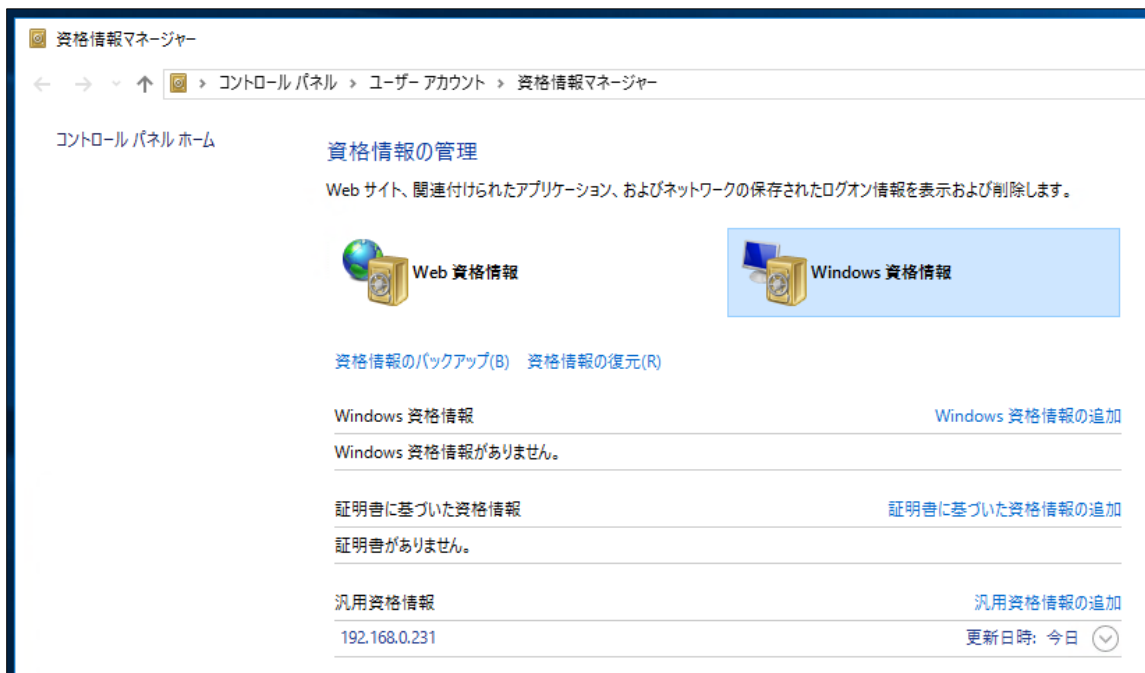 資格情報マネージャー
コントロール パネル › ユーザー アカウント › 資格情報マネージャー
コントロール パネル ホーム
資格情報の管理
Web サイト、関連付けられたアプリケーション、およびネットワークの保存されたログオン情報を表示および削除します。
Web 資格情報
Windows 資格情報
資格情報のバックアップ(B) 資格情報の復元(R)
Windows 資格情報 Windows 資格情報の追加
Windows 資格情報がありません。
証明書に基づいた資格情報 証明書に基づいた資格情報の追加
証明書がありません。
汎用資格情報 汎用資格情報の追加
192.168.0.231 更新日時: 今日